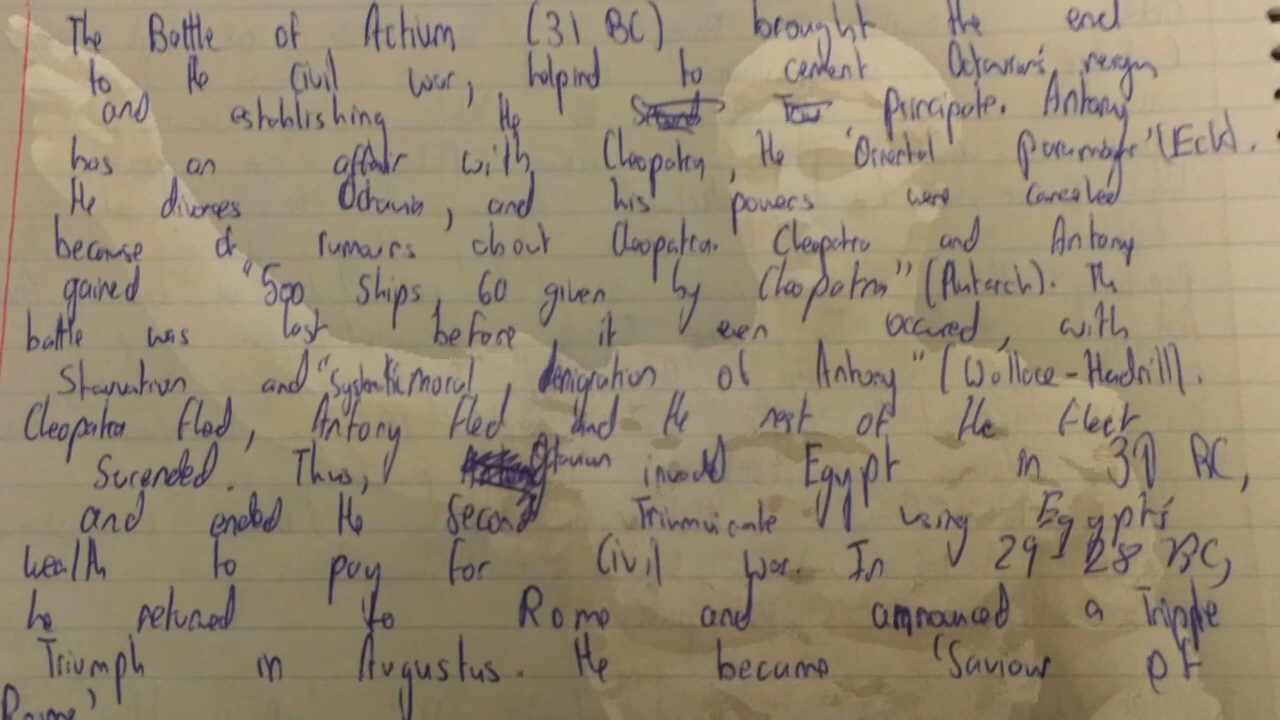 The Battle of Actium (31 BC) brought the end
to the civil war, helpind to cement Octavian's reign
and establishing the principate. Antony
has an affair with Cleopatra, the 'Oriental paramour' (Eck).
He divorces Octavia, and his powers were canceled
because of rumours about Cleopatra. Cleopatra and Antony
gained "500 ships, 60 given by Cleopatra" (Plutarch). Th
battle was lost before it even occured, with
Starvation and "Systematic moral, denigration of Antony" (Wallace-Hadrill).
Cleopatra fled, Antony fled and the rest of the fleet
Surended. Thus, Octavian invaded Egypt in 30 BC,
and ended the Second Triumvirate using Egypts
wealth to pay for Civil war. In 29-28 BC,
he returned to Rome and announced a Tripple
Triumph in Augustus. He became 'Saviour of
Rome'